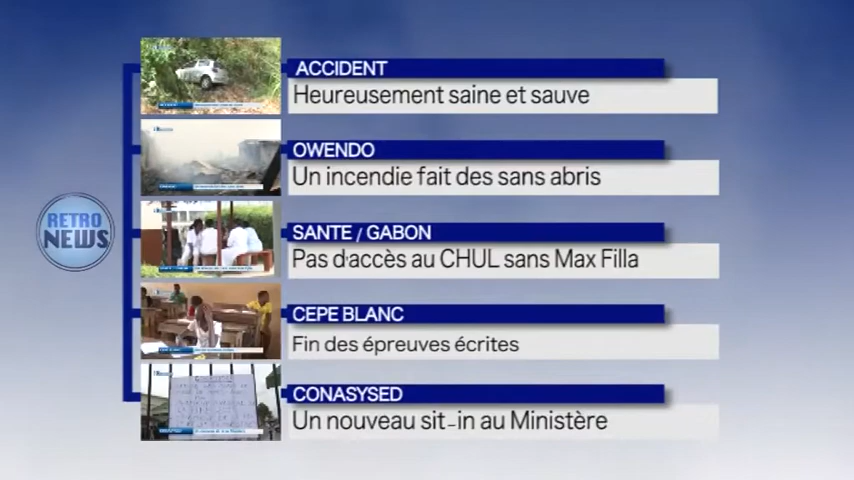 RETRO
NEWS
ACCIDENT
Heureusement saine et sauve
OWENDO
Un incendie fait des sans abris
SANTE / GABON
Pas d'accès au CHUL sans Max Filla
CEPE BLANC
Fin des épreuves écrites
CONASYSED
Un nouveau sit-in au Ministère